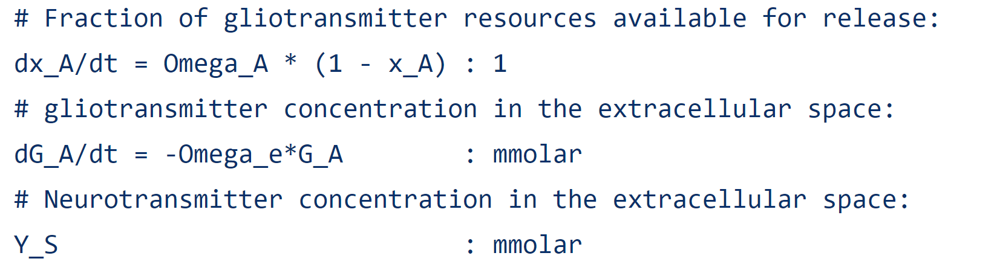 # Fraction of gliotransmitter resources available for release:
dx_A/dt = Omega_A * (1 - x_A) : 1
# gliotransmitter concentration in the extracellular space:
dG_A/dt = -Omega_e*G_A        : mmolar
# Neurotransmitter concentration in the extracellular space:
Y_S                           : mmolar